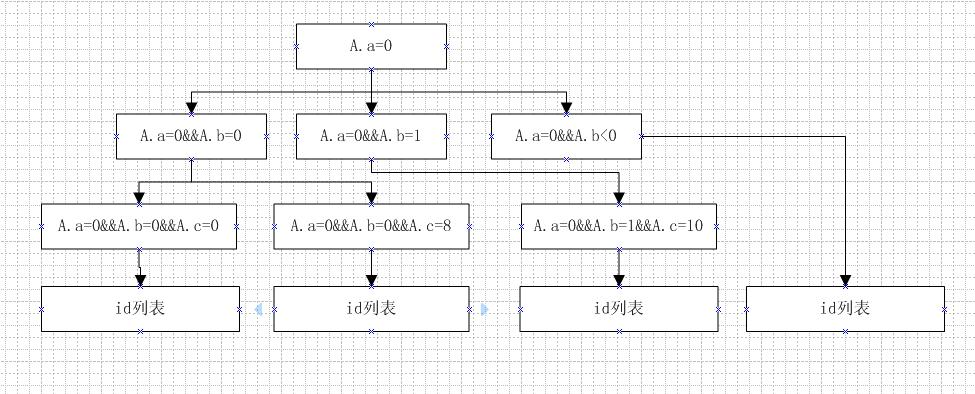 A.a=0
A.a=0&&A.b=0
A.a=0&&A.b=1
A.a=0&&A.b<0
A.a=0&&A.b=0&&A.c=0
A.a=0&&A.b=0&&A.c=8
A.a=0&&A.b=1&&A.c=10
id列表
id列表
id列表
id列表